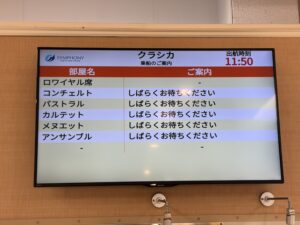 SYMPHONY
クラシカ
乗船のご案内
出航時刻
11:50
部屋名 ご案内
ロワイヤル席 -
コンチェルト しばらくお待ちください
パストラル しばらくお待ちください
カルテット しばらくお待ちください
メヌエット しばらくお待ちください
アンサンブル しばらくお待ちください
- -